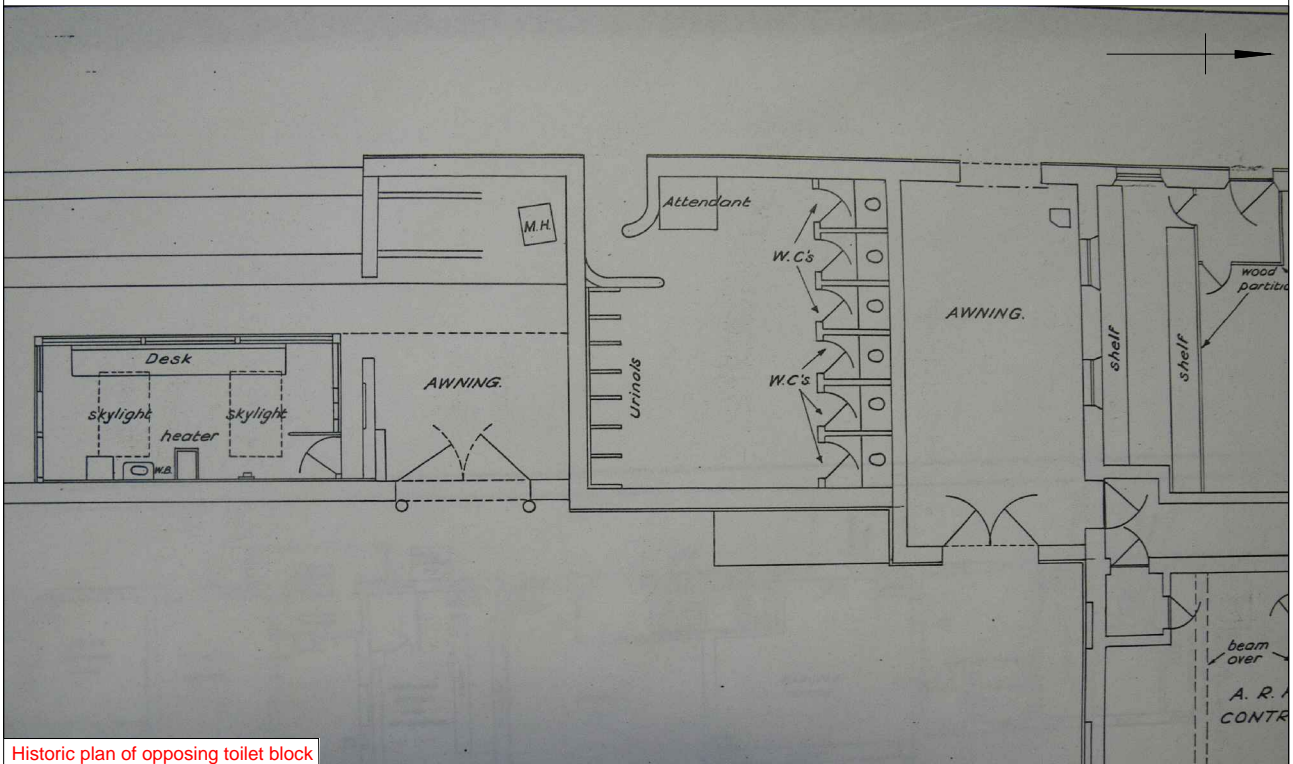 Attendant
M.H.
W.C's
wood
AWNING.
shelf
shelf
Desk
Urinals
W.C's
AWNING.
skylight
skylight
heater
W.B.
beam
over
A. R.
CONTR
Historic plan of opposing toilet block